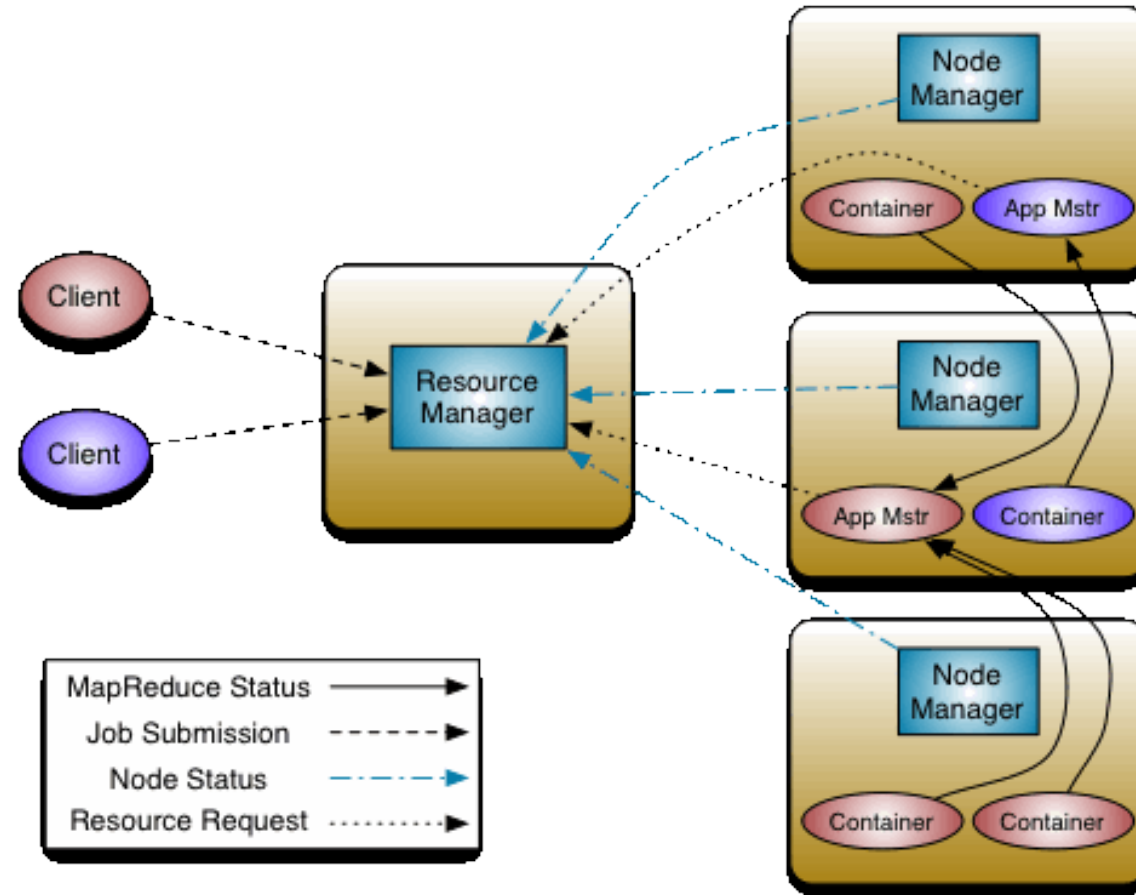 Node
Manager
Container
App Mstr
Client
Resource
Manager
Node
Manager
Client
App Mstr
Container
Node
Manager
MapReduce Status
Job Submission
Node Status
Resource Request
Container
Container